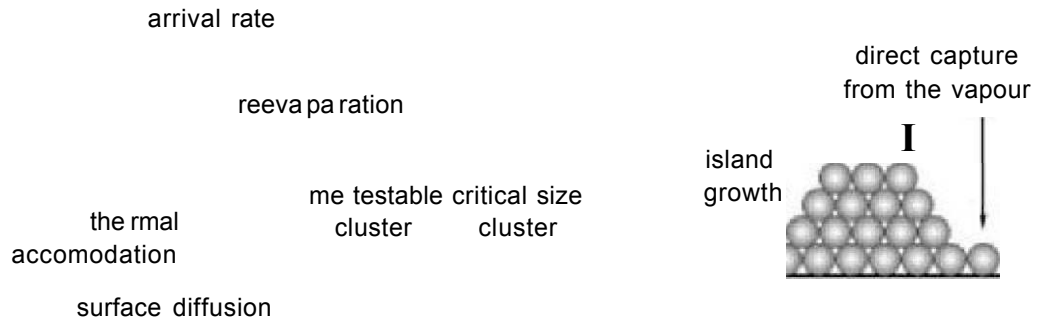 arrival rate
direct capture
from the vapour
reeva pa ration
I
island
growth
me testable critical size
cluster cluster
the rmal
accomodation
surface diffusion